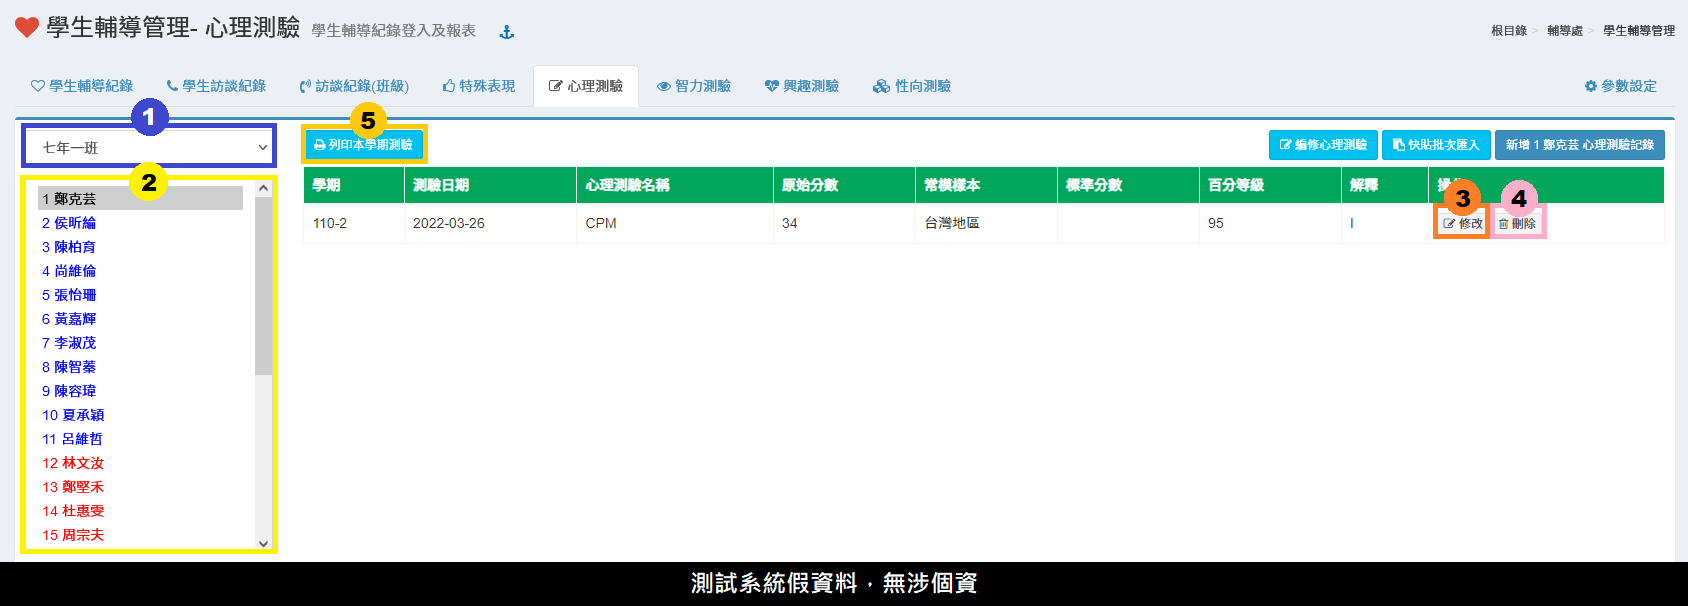 學生輔導管理- 心理測驗 學生輔導紀錄登入及報表
根目錄 > 輔導處 > 學生輔導管理
學生輔導紀錄 學生訪談紀錄 訪談紀錄(班級) 特殊表現 心理測驗 智力測驗 興趣測驗 性向測驗 參數設定
1
七年一班
5
列印本學期測驗
編修心理測驗 快貼批次匯入 新增 1 鄭克芸 心理測驗記錄
2
1 鄭克芸
2 侯昕綸
3 陳柏育
4 尚維倫
5 張怡珊
6 黃嘉輝
7 李淑茂
8 陳智蓁
9 陳容瑋
10 夏承穎
11 呂維哲
12 林文汝
13 鄭堅禾
14 杜惠雯
15 周宗夫
學期 測驗日期 心理測驗名稱 原始分數 常模樣本 標準分數 百分等級 解釋
3 4
110-2 2022-03-26 CPM 34 台灣地區 95 I 修改 刪除
測試系統假資料，無涉個資